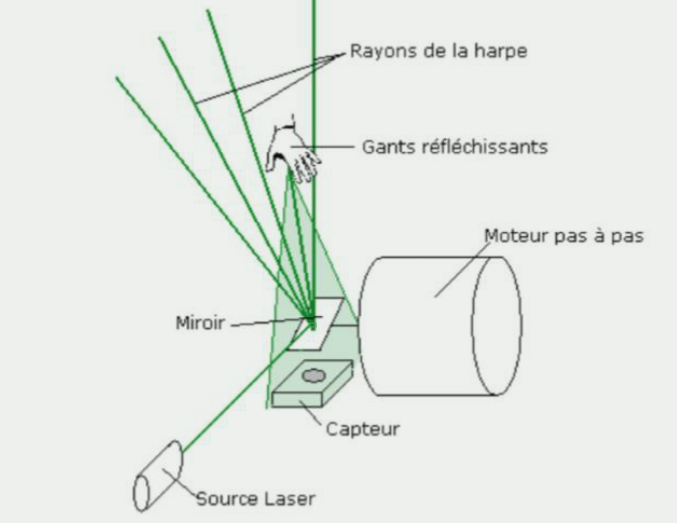 Rayons de la harpe
Gants réfléchissants
Moteur pas à pas
Miroir
Capteur
Source Laser